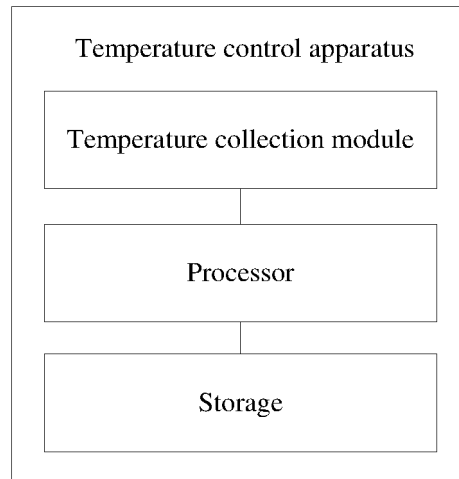 Temperature control apparatus
Temperature collection module
Processor
Storage